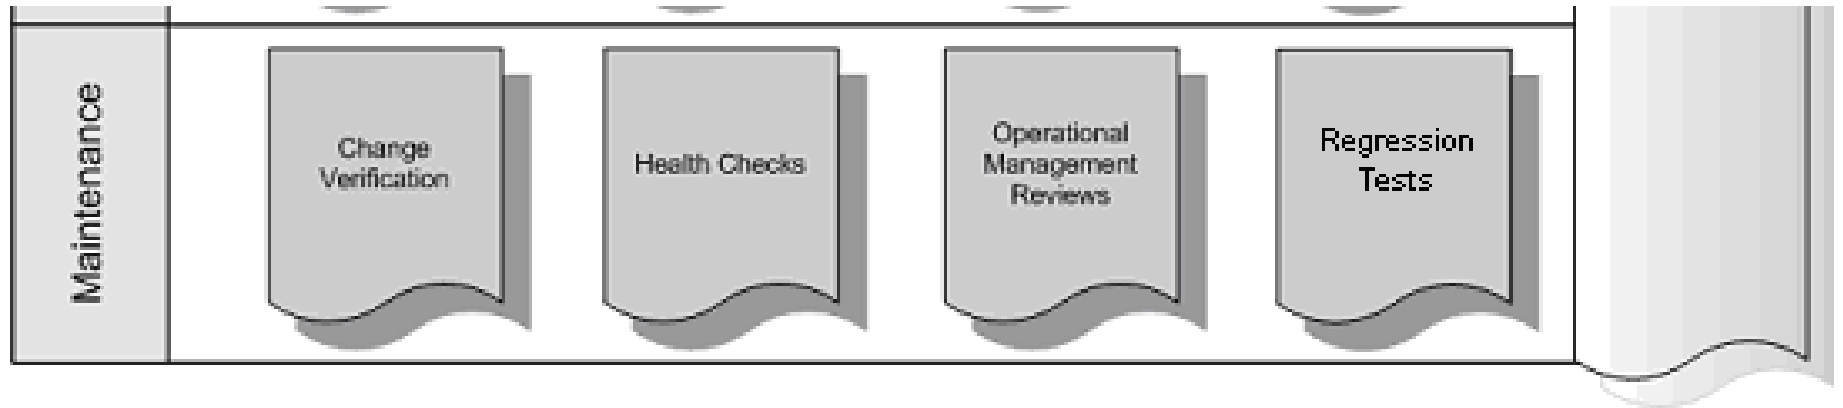 Maintenance
Change
Verification
Health Checks
Operational
Management
Reviews
Regression
Tests